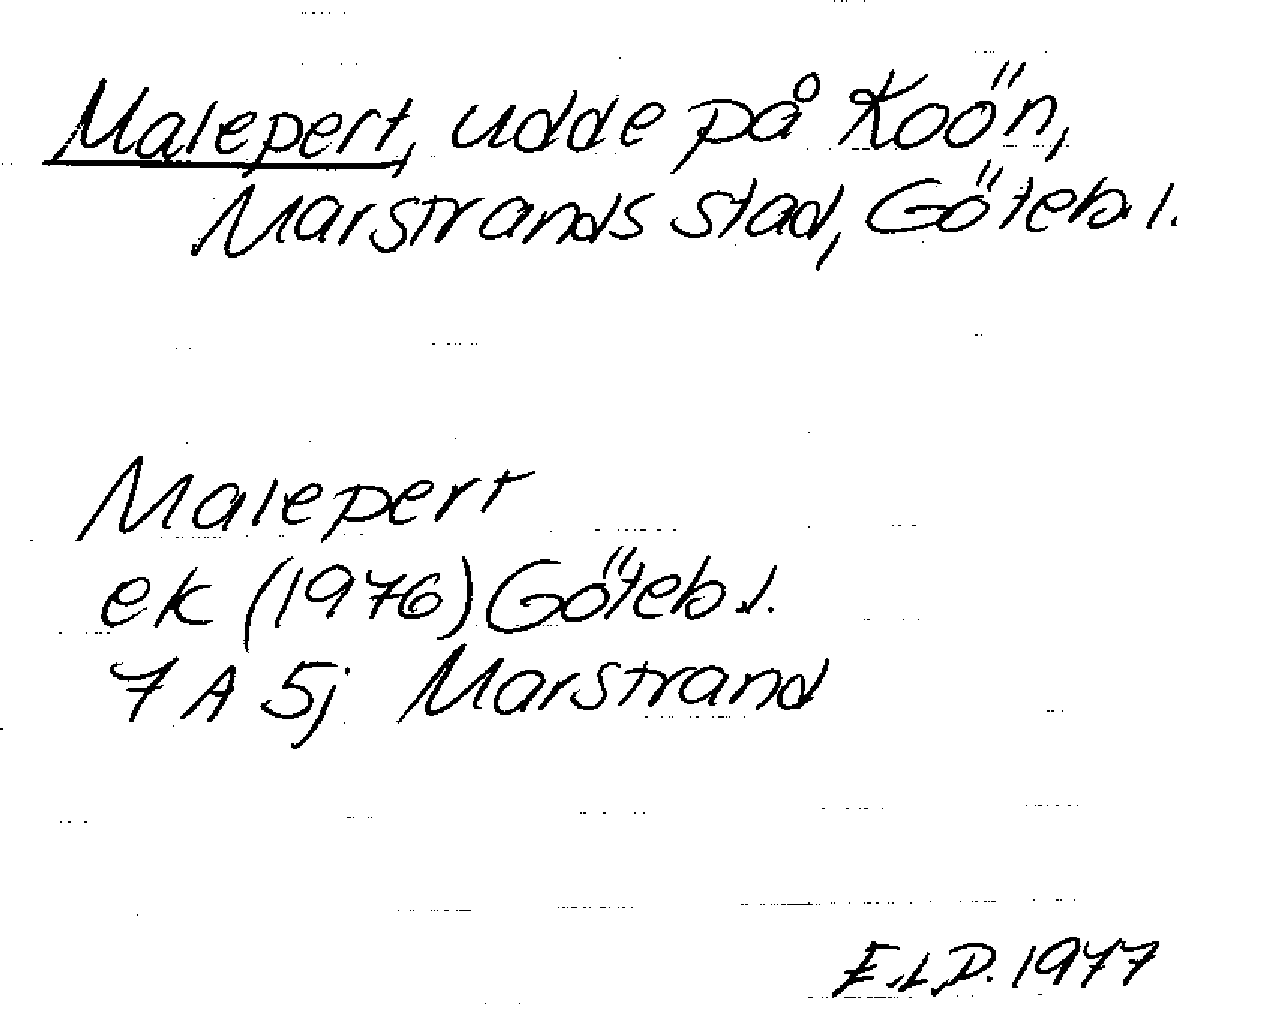 Malepert, udde på Koön,
Marstrands stad, Göteb. l.
Malepert
ek (1976) Göteb. l.
7 A 5j Marstrand
E.L.D. 1977